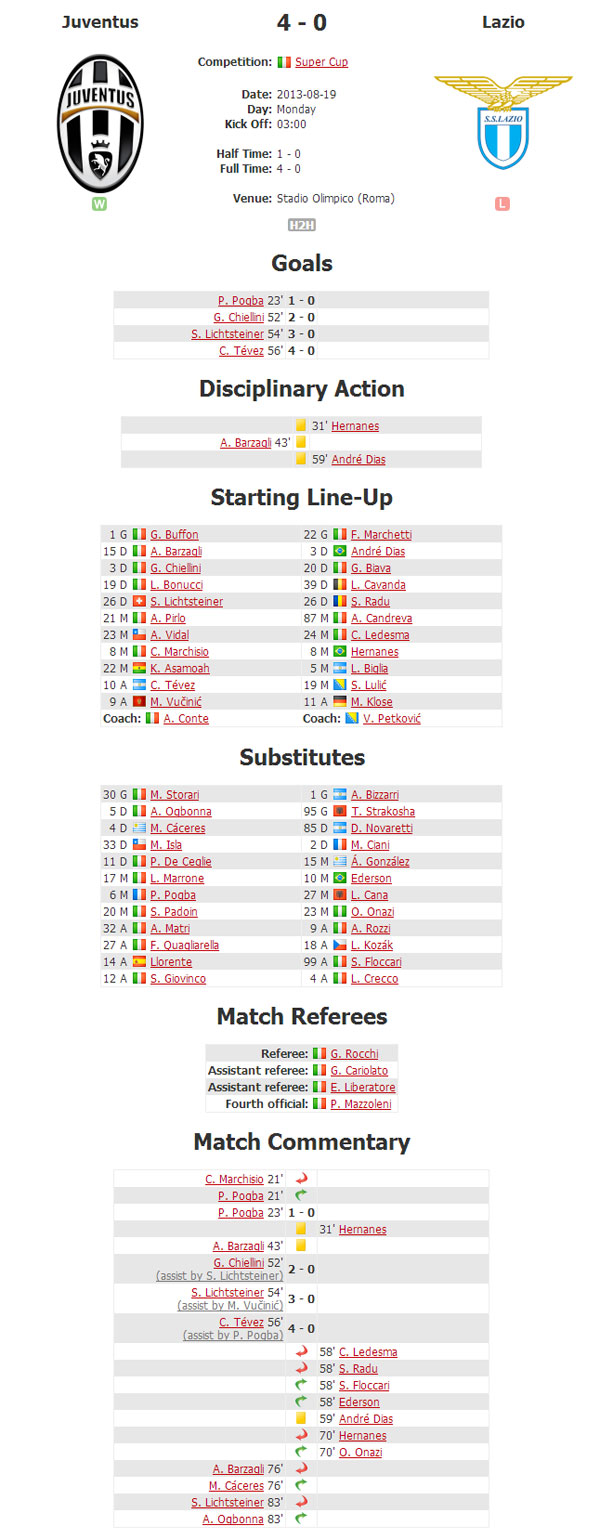 Juventus 4 - 0 Lazio
Competition: Super Cup
JUVENTUS
S.S.LAZIO
Date: 2013-08-19
Day: Monday
Kick Off: 03:00
Half Time: 1 - 0
Full Time: 4 - 0
Venue: Stadio Olimpico (Roma)
W L
H2H
Goals
P. Pogba 23' 1 - 0
G. Chiellini 52' 2 - 0
S. Lichtsteiner 54' 3 - 0
C. Tévez 56' 4 - 0
Disciplinary Action
31' Hernanes
A. Barzagli 43'
59' André Dias
Starting Line-Up
1 G G. Buffon 22 G F. Marchetti
15 D A. Barzagli 3 D André Dias
3 D G. Chiellini 20 D G. Biava
19 D L. Bonucci 39 D L. Cavanda
26 D S. Lichtsteiner 26 D S. Radu
21 M A. Pirlo 87 M A. Candreva
23 M A. Vidal 24 M C. Ledesma
8 M C. Marchisio 8 M Hernanes
22 M K. Asamoah 5 M L. Biglia
10 A C. Tévez 19 M S. Lulić
9 A M. Vučinić 11 A M. Klose
Coach: A. Conte Coach: V. Petković
Substitutes
30 G M. Storari 1 G A. Bizzarri
5 D A. Ogbonna 95 G T. Strakosha
4 D M. Cáceres 85 D D. Novaretti
33 D M. Isla 2 D M. Ciani
11 D P. De Ceglie 15 M Á. González
17 M L. Marrone 10 M Ederson
6 M P. Pogba 27 M L. Cana
20 M S. Padoin 23 M O. Onazi
32 A A. Matri 9 A A. Rozzi
27 A F. Quagliarella 18 A L. Kozák
14 A Llorente 99 A S. Floccari
12 A S. Giovinco 4 A L. Crecco
Match Referees
Referee: G. Rocchi
Assistant referee: G. Cariolato
Assistant referee: E. Liberatore
Fourth official: P. Mazzoleni
Match Commentary
C. Marchisio 21'
P. Pogba 21'
P. Pogba 23' 1 - 0
31' Hernanes
A. Barzagli 43'
G. Chiellini 52' 2 - 0
(assist by S. Lichtsteiner)
S. Lichtsteiner 54' 3 - 0
(assist by M. Vučinić)
C. Tévez 56' 4 - 0
(assist by P. Pogba)
58' C. Ledesma
58' S. Radu
58' S. Floccari
58' Ederson
59' André Dias
70' Hernanes
70' O. Onazi
A. Barzagli 76'
M. Cáceres 76'
S. Lichtsteiner 83'
A. Ogbonna 83'